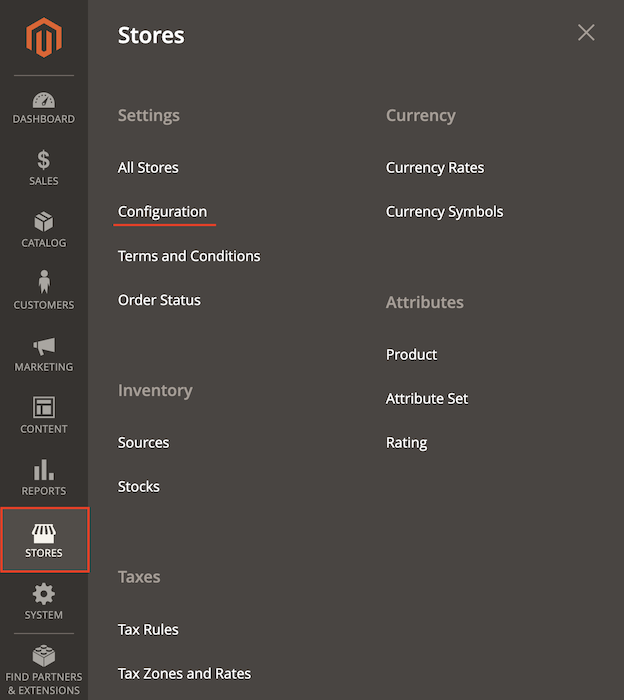 DASHBOARD
SALES
CATALOG
CUSTOMERS
MARKETING
CONTENT
REPORTS
STORES
SYSTEM
FIND PARTNERS
& EXTENSIONS
Stores
Settings
All Stores
Configuration
Terms and Conditions
Order Status
Inventory
Sources
Stocks
Taxes
Tax Rules
Tax Zones and Rates
Currency
Currency Rates
Currency Symbols
Attributes
Product
Attribute Set
Rating